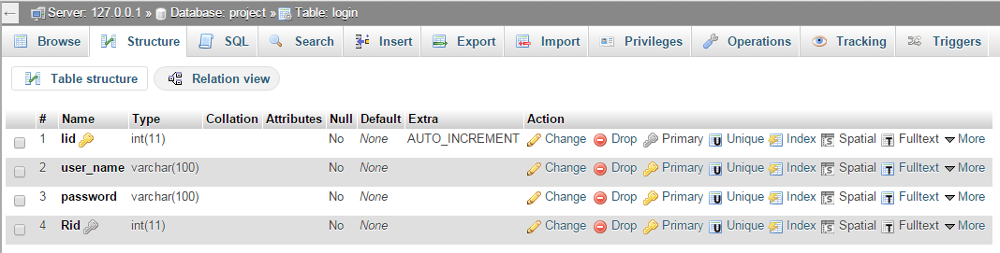 ← Server: 127.0.0.1 » Database: project » Table: login
Browse Structure SQL Search Insert Export Import Privileges Operations Tracking Triggers
Table structure Relation view
# Name Type Collation Attributes Null Default Extra Action
1 lid int(11) No None AUTO_INCREMENT Change Drop Primary Unique Index Spatial Fulltext More
2 user_name varchar(100) No None Change Drop Primary Unique Index Spatial Fulltext More
3 password varchar(100) No None Change Drop Primary Unique Index Spatial Fulltext More
4 Rid int(11) No None Change Drop Primary Unique Index Spatial Fulltext More